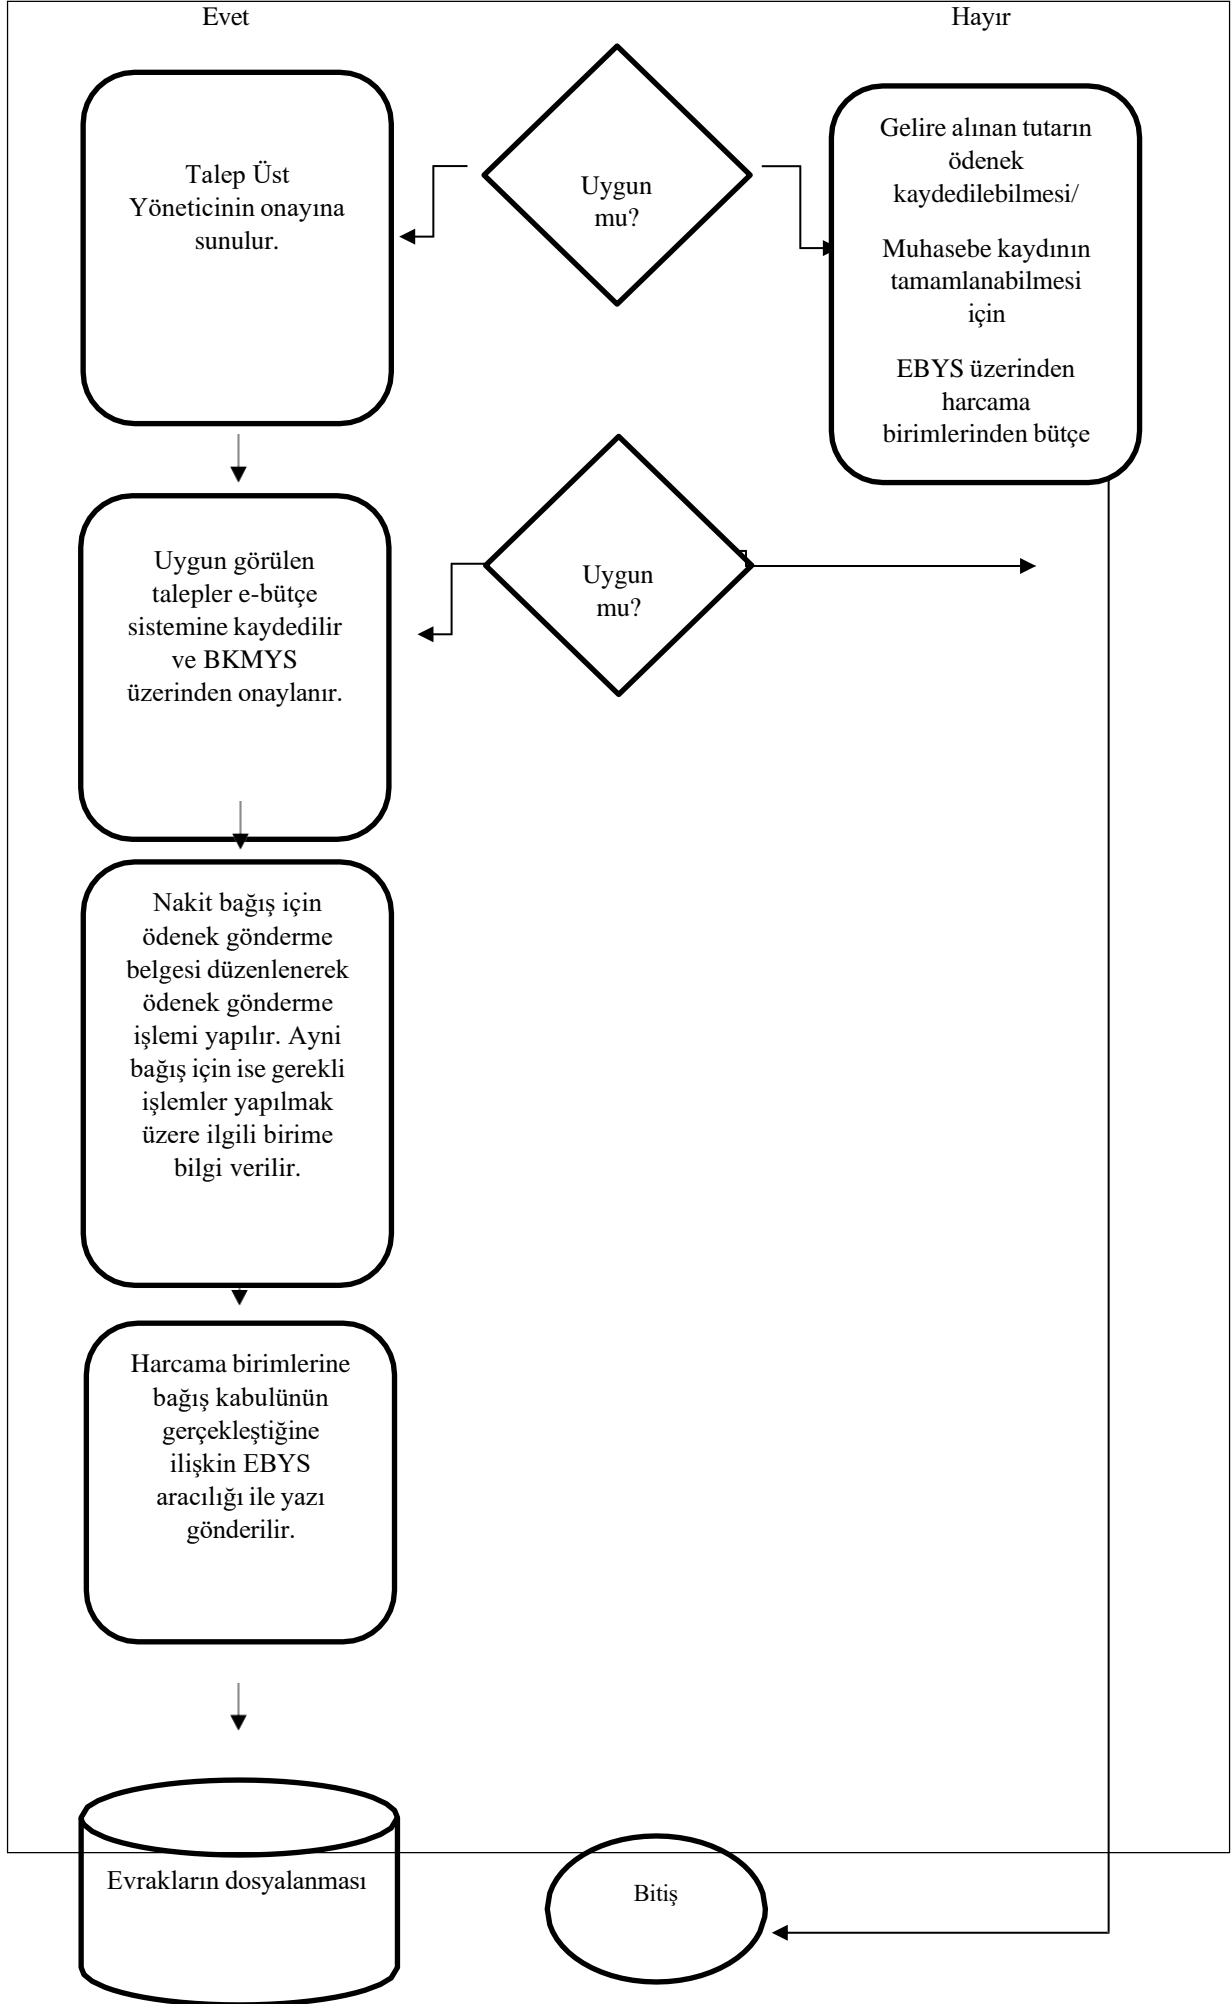 Evet
Hayır
Talep Üst
Yöneticinin onayına
sunulur.
Uygun
mu?
Gelire alınan tutarın
ödenek
kaydedilebilmesi/
Muhasebe kaydının
tamamlanabilmesi
için
EBYS üzerinden
harcama
birimlerinden bütçe
Uygun görülen
talepler e-bütçe
sistemine kaydedilir
ve BKMYS
üzerinden onaylanır.
Uygun
mu?
Nakit bağış için
ödenek gönderme
belgesi düzenlenerek
ödenek gönderme
işlemi yapılır. Ayni
bağış için ise gerekli
işlemler yapılmak
üzere ilgili birime
bilgi verilir.
Harcama birimlerine
bağış kabulünün
gerçekleştiğine
ilişkin EBYS
aracılığı ile yazı
gönderilir.
Evrakların dosyalanması
Bitiş